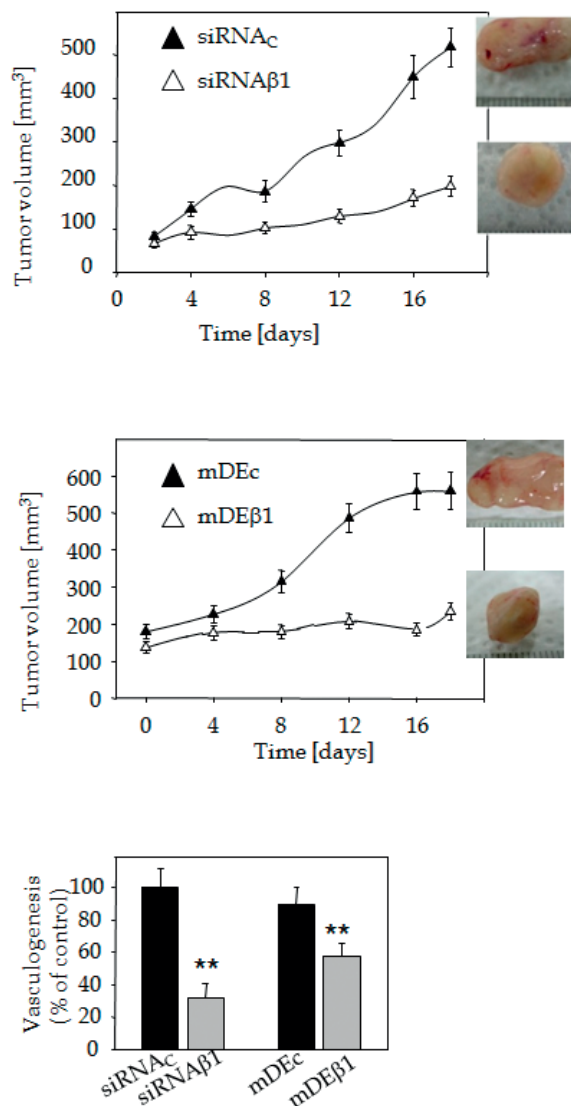 siRNAC
siRNAβ1
500
400
300
200
100
0
Tumor volume [mm3]
0 4 8 12 16
Time [days]
mDEc
mDEβ1
600
500
400
300
200
100
0
Tumor volume [mm3]
0 4 8 12 16
Time [days]
Vasculogenesis
(% of control)
100
80
60
40
20
0
**
**
siRNAC siRNAβ1 mDEc mDEβ1